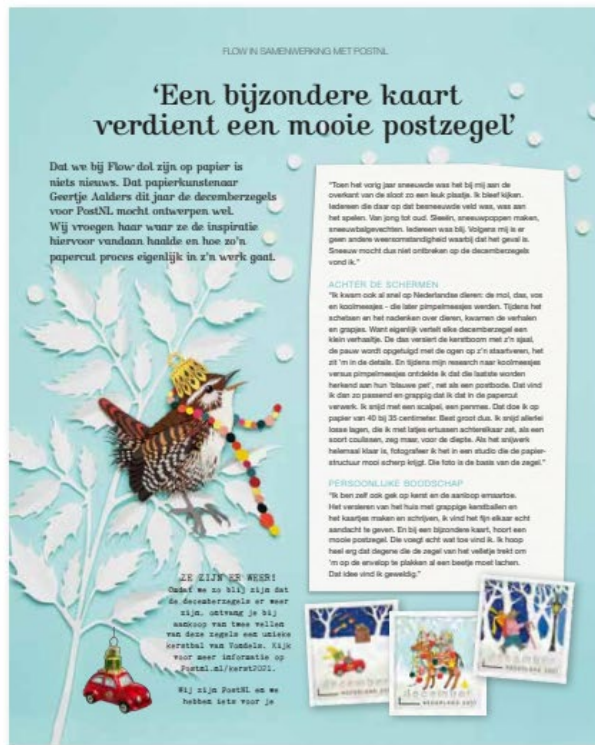 FLOW IN SAMENWERKING MET POSTNL
‘Een bijzondere kaart
verdient een mooie postzegel’
Dat we bij Flow dol zijn op papier is
niets nieuws. Dat papierkunstenaar
Geertje Aalders dit jaar de decemberzegels
voor PostNL mocht ontwerpen wel.
Wij vroegen haar waar ze de inspiratie
hiervoor vandaan haalde en hoe zo’n
papercut proces eigenlijk in z’n werk gaat.
"Toen het vorig jaar sneeuwde was het bij mij aan de
overkant van de sloot zo een leuk plaatje. Ik bleef kijken.
Iedereen die daar op dat besneeuwde veld was, was aan
het spelen. Van jong tot oud. Sleeën, sneeuwpoppen maken,
sneeuwbalgevechten. Iedereen was blij. Volgens mij is er
geen andere weersomstandigheid waarbij dat het geval is.
Sneeuw mocht dus niet ontbreken op de decemberzegels
vond ik."
ACHTER DE SCHERMEN
"Ik kwam ook al snel op Nederlandse dieren: de mol, das, vos
en koolmeesjes - die later pimpelmeesjes werden. Tijdens het
schetsen en het nadenken over dieren, kwamen de verhalen
en grapjes. Want eigenlijk vertelt elke decemberzegel een
klein verhaaltje. De das versiert de kerstboom met z’n sjaal,
de pauw wordt opgetuigd met de ogen op z’n staartveren, het
zit ’m in de details. En tijdens mijn research naar koolmeesjes
versus pimpelmeesjes ontdekte ik dat die laatste worden
herkend aan hun ‘blauwe pet’, net als een postbode. Dat vind
ik dan zo passend en grappig dat ik dat in de papercut
verwerk. Ik snijd met een scalpel, een penmes. Dat doe ik op
papier van 40 bij 35 centimeter. Best groot dus. Ik snijd allerlei
losse lagen, die ik met latjes ertussen achterelkaar zet, als een
soort coulissen, zeg maar, voor de diepte. Als het snijwerk
helemaal klaar is, fotografeer ik het in een studio die de papier-
structuur mooi scherp krijgt. Die foto is de basis van de zegel."
PERSOONLIJKE BOODSCHAP
"Ik ben zelf ook gek op kerst en de aanloop ernaartoe.
Het versieren van het huis met grappige kerstballen en
het kaartjes maken en schrijven, ik vind het fijn elkaar echt
aandacht te geven. En bij een bijzondere kaart, hoort een
mooie postzegel. Die voegt echt wat toe vind ik. Ik hoop
heel erg dat degene die de zegel van het velletje trekt om
’m op de envelop te plakken al een beetje moet lachen.
Dat idee vind ik geweldig."
ZE ZIJN ER WEER!
Omdat we zo blij zijn dat
de decemberzegels er weer
zijn, ontvang je bij
aankoop van twee vellen
van deze zegels een unieke
kerstbal van Vondels. Kijk
voor meer informatie op
Postnl.nl/kerst2021.
Wij zijn PostNL en we
hebben iets voor je
december
NEDERLAND 2021
december
NEDERLAND 2021
december
NEDERLAND 2021